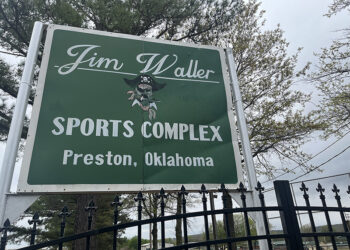 Jim Waller
SPORTS COMPLEX
Preston, Oklahoma